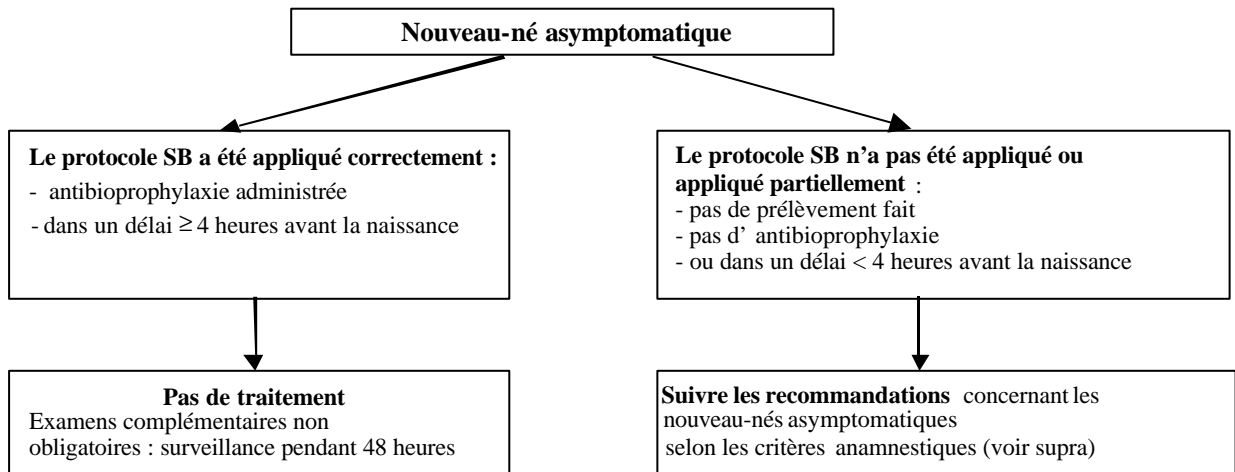 Nouveau-né asymptomatique
Le protocole SB a été appliqué correctement :
- antibioprophylaxie administrée
- dans un délai ≥ 4 heures avant la naissance
Le protocole SB n'a pas été appliqué ou
appliqué partiellement :
- pas de prélèvement fait
- pas d' antibioprophylaxie
- ou dans un délai < 4 heures avant la naissance
Pas de traitement
Examens complémentaires non
obligatoires : surveillance pendant 48 heures
Suivre les recommandations concernant les
nouveau-nés asymptomatiques
selon les critères anamnestiques (voir supra)